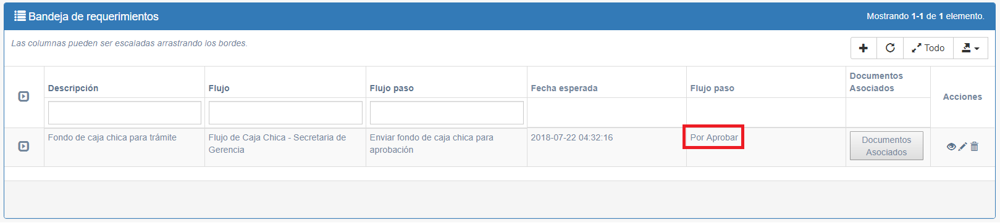 Bandeja de requerimientos
Mostrando 1-1 de 1 elemento.
Las columnas pueden ser escaladas arrastrando los bordes.
Todo
Descripción
Flujo
Flujo paso
Fecha esperada
Flujo paso
Documentos
Asociados
Acciones
Fondo de caja chica para trámite
Flujo de Caja Chica - Secretaria de
Gerencia
Enviar fondo de caja chica para
aprobación
2018-07-22 04:32:16
Por Aprobar
Documentos
Asociados